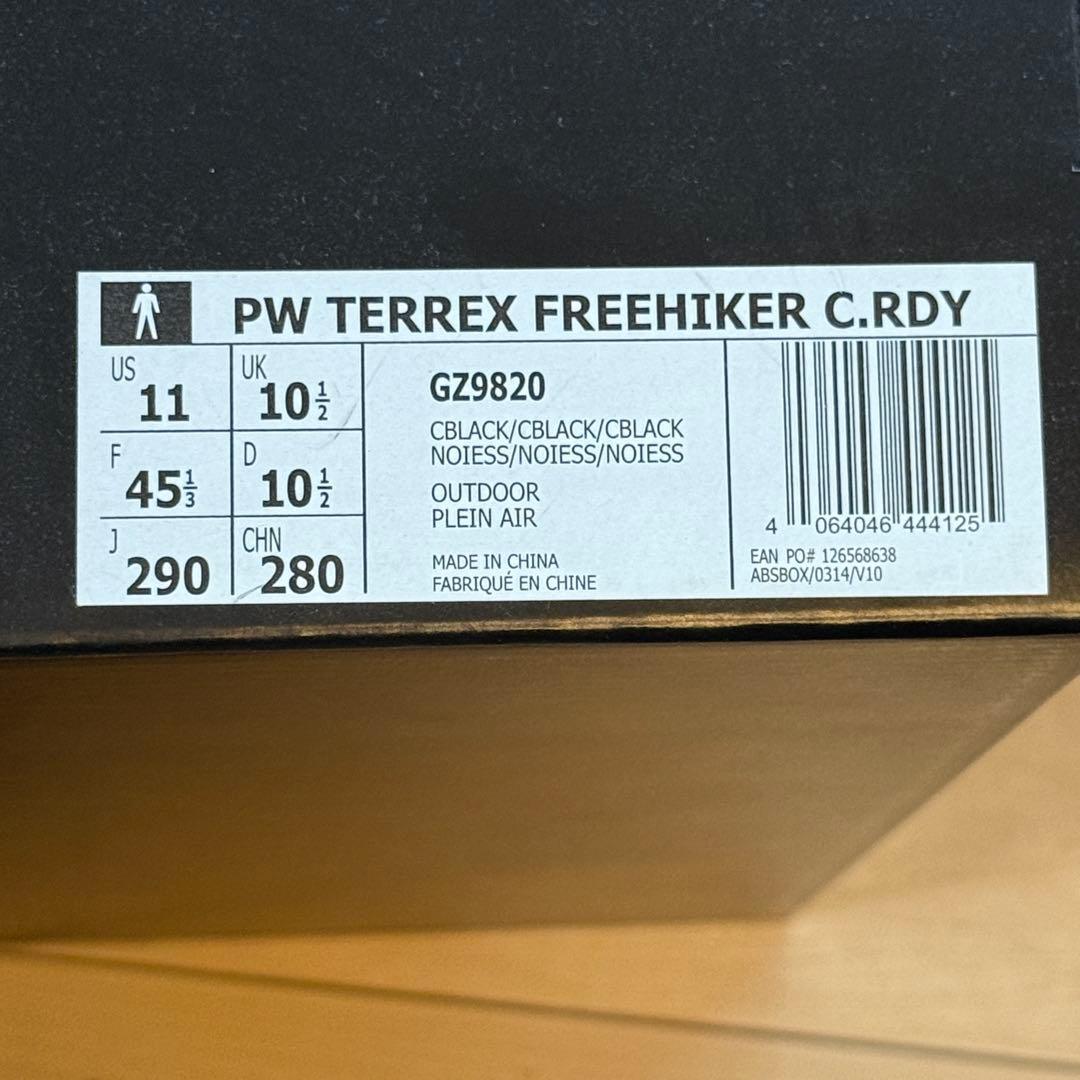 PW TERREX FREEHIKER C.RDY
US 11
UK 10 1/2
F 45 1/3
D 10 1/2
J 290
CHN 280
GZ9820
CBLACK/CBLACK/CBLACK
NOIESS/NOIESS/NOIESS
OUTDOOR
PLEIN AIR
MADE IN CHINA
FABRIQUÉ EN CHINE
4 064046 444125
EAN PO# 126568638
ABSBOX/0314/V10